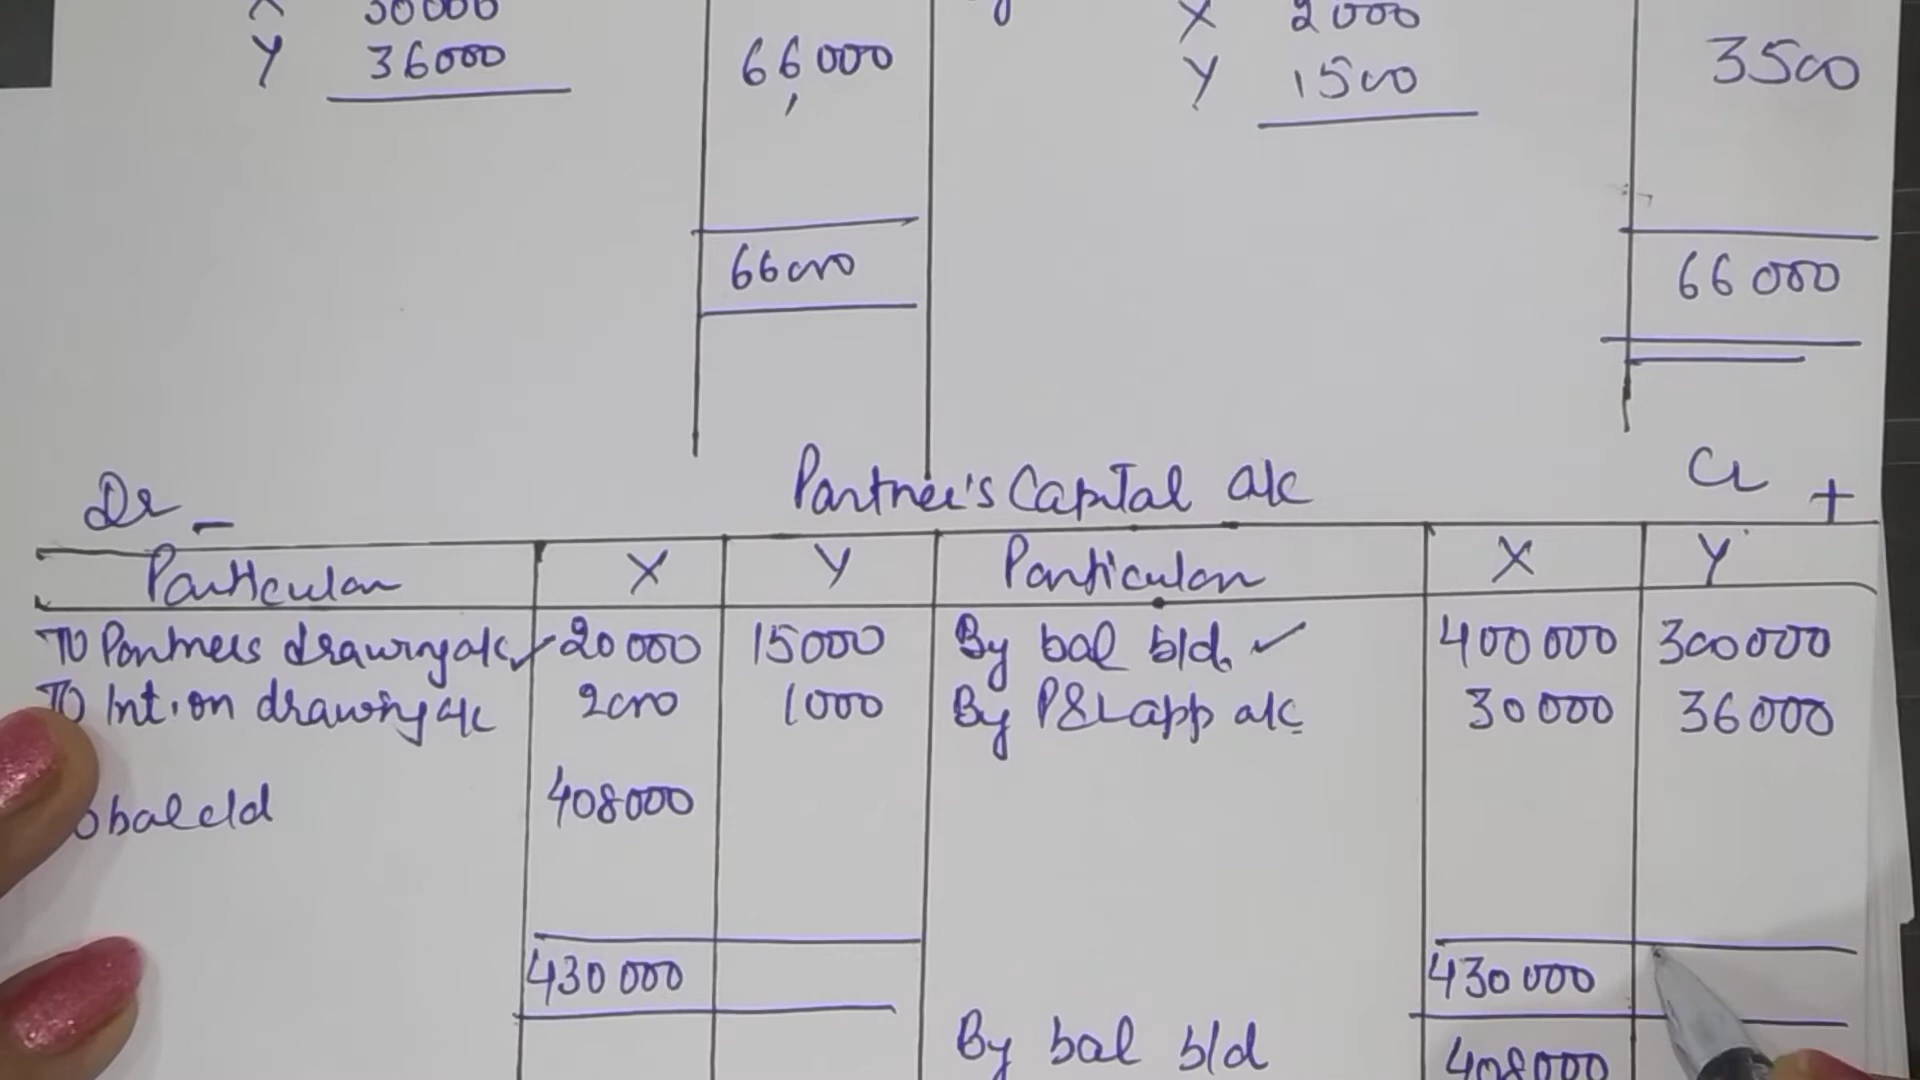 Y 36000 66,000 Y 1500 3500
X 2000
66000 66000
Partner's Capital a/c
Dr - Cr +
Particular X Y Particular X Y
To Partners drawing a/c ✓ 20000 15000 By bal b/d. ✓ 400000 300000
To Int. on drawing a/c 2000 1000 By P&L app a/c 30000 36000
o bal c/d 408000
430000 430000
By bal b/d 408000